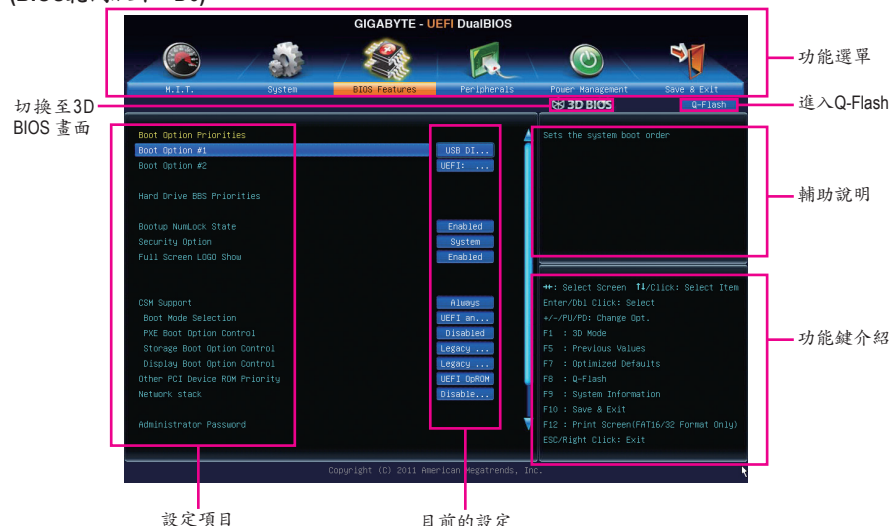 GIGABYTE - UEFI DualBIOS
功能選單
M.I.T. System BIOS Features Peripherals Power Management Save & Exit
切換至3D
BIOS 畫面
3D BIOS
Q-Flash
進入Q-Flash
Boot Option Priorities
Boot Option #1 USB DI...
Boot Option #2 UEFI: ...
Hard Drive BBS Priorities
Bootup NumLock State Enabled
Security Option System
Full Screen LOGO Show Enabled
CSM Support Always
Boot Mode Selection UEFI an...
PXE Boot Option Control Disabled
Storage Boot Option Control Legacy ...
Display Boot Option Control Legacy ...
Other PCI Device ROM Priority UEFI OpROM
Network stack Disable...
Administrator Password
Sets the system boot order
輔助說明
→←: Select Screen ↑↓/Click: Select Item
Enter/Dbl Click: Select
+/-/PU/PD: Change Opt.
F1 : 3D Mode
F5 : Previous Values
F7 : Optimized Defaults
F8 : Q-Flash
F9 : System Information
F10 : Save & Exit
F12 : Print Screen(FAT16/32 Format Only)
ESC/Right Click: Exit
功能鍵介紹
Copyright (C) 2011 American Megatrends, Inc.
設定項目
目前的設定